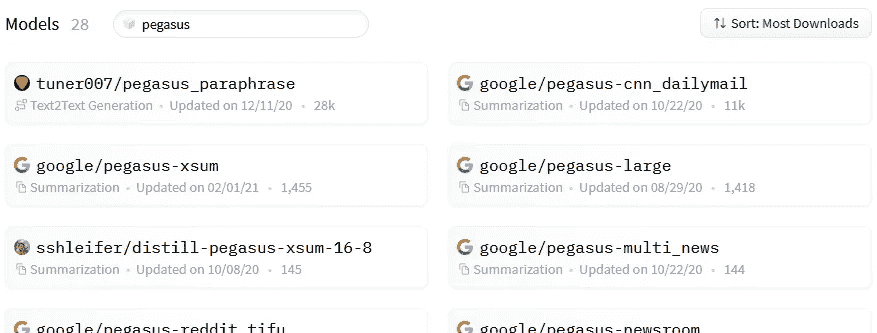 Models 28 pegasus Sort: Most Downloads
tuner007/pegasus_paraphrase
Text2Text Generation • Updated on 12/11/20 • 28k
google/pegasus-cnn_dailymail
Summarization • Updated on 10/22/20 • 11k
google/pegasus-xsum
Summarization • Updated on 02/01/21 • 1,455
google/pegasus-large
Summarization • Updated on 08/29/20 • 1,418
sshleifer/distill-pegasus-xsum-16-8
Summarization • Updated on 10/08/20 • 145
google/pegasus-multi_news
Summarization • Updated on 10/22/20 • 144
google/pegasus-reddit_tifu
google/pegasus-newsroom